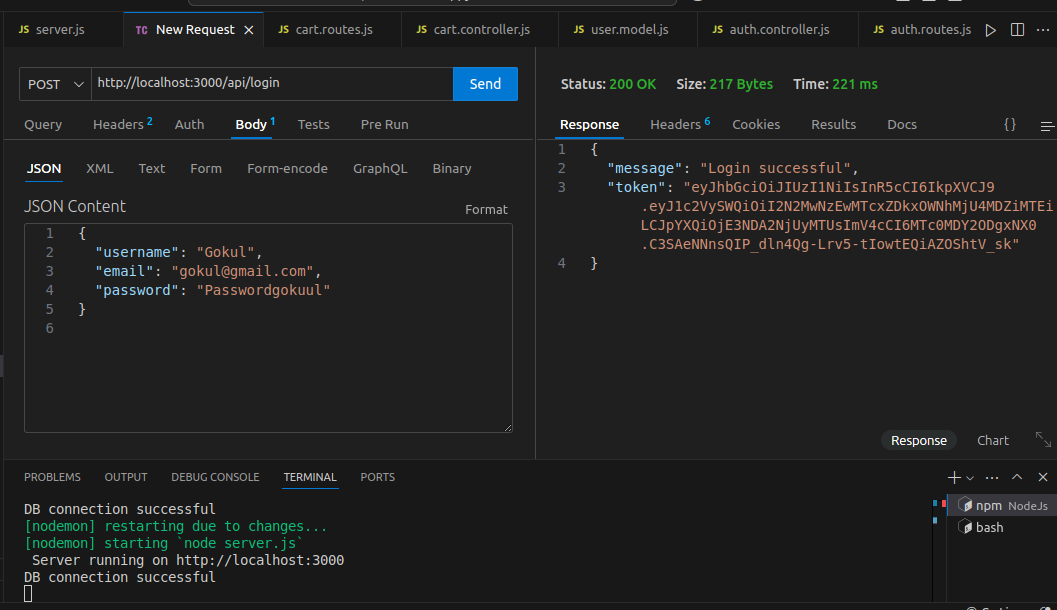 JS server.js TC New Request × JS cart.routes.js JS cart.controller.js JS user.model.js JS auth.controller.js JS auth.routes.js ···
POST http://localhost:3000/api/login Send
Query Headers 2 Auth Body 1 Tests Pre Run
JSON XML Text Form Form-encode GraphQL Binary
JSON Content Format
1 {
2 "username": "Gokul",
3 "email": "gokul@gmail.com",
4 "password": "Passwordgokuul"
5 }
6
Status: 200 OK Size: 217 Bytes Time: 221 ms
Response Headers 6 Cookies Results Docs {}
1 {
2 "message": "Login successful",
3 "token": "eyJhbGciOiJIUzI1NiIsInR5cCI6IkpXVCJ9
.eyJ1c2VySWQiOiI2N2MwNzEwMTcxZDkxOWNhMjU4MDZiMTEi
LCJpYXQiOjE3NDA2NjUyMTUsImV4cCI6MTc0MDY2ODgxNX0
.C3SAeNNnsQIP_dln4Qg-Lrv5-tIowtEQiAZOShtV_sk"
4 }
Response Chart
PROBLEMS OUTPUT DEBUG CONSOLE TERMINAL PORTS
DB connection successful
[nodemon] restarting due to changes...
[nodemon] starting `node server.js`
Server running on http://localhost:3000
DB connection successful
npm NodeJs
bash